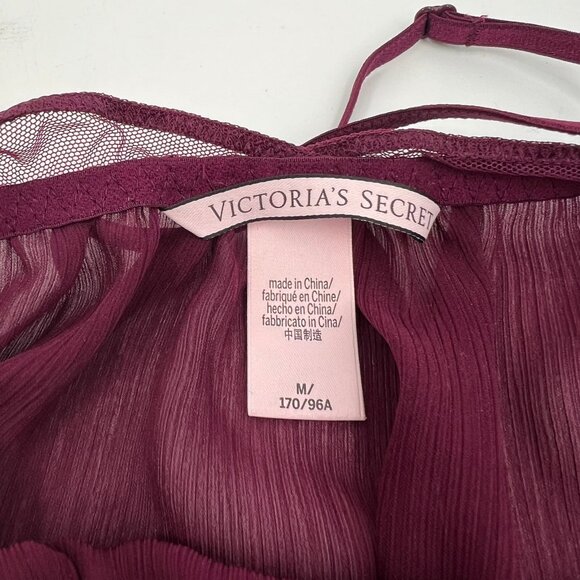 VICTORIA'S SECRET
made in China/
fabriqué en Chine/
hecho en China/
fabbricato in Cina/
中国制造
M/
170/96A